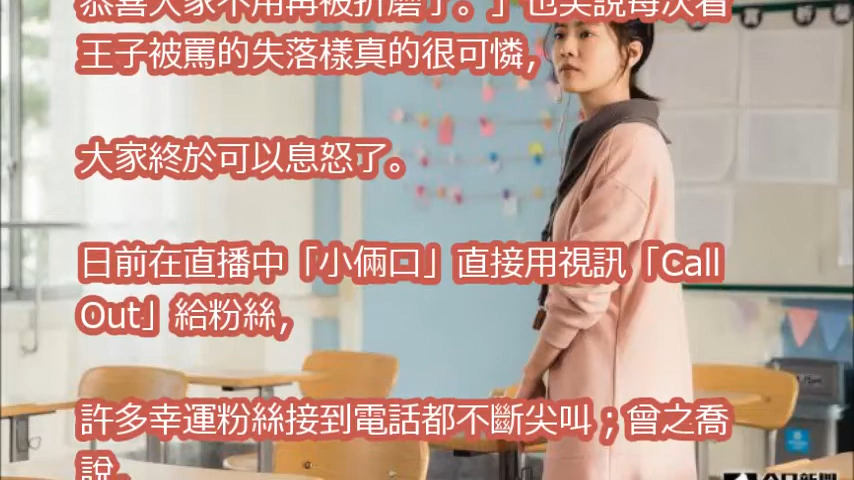 恭喜大家不用再被折磨了。」也笑說每次看
王子被罵的失落樣真的很可憐，
大家終於可以息怒了。
日前在直播中「小倆口」直接用視訊「Call
Out」給粉絲，
許多幸運粉絲接到電話都不斷尖叫；曾之喬
說，
今日新聞